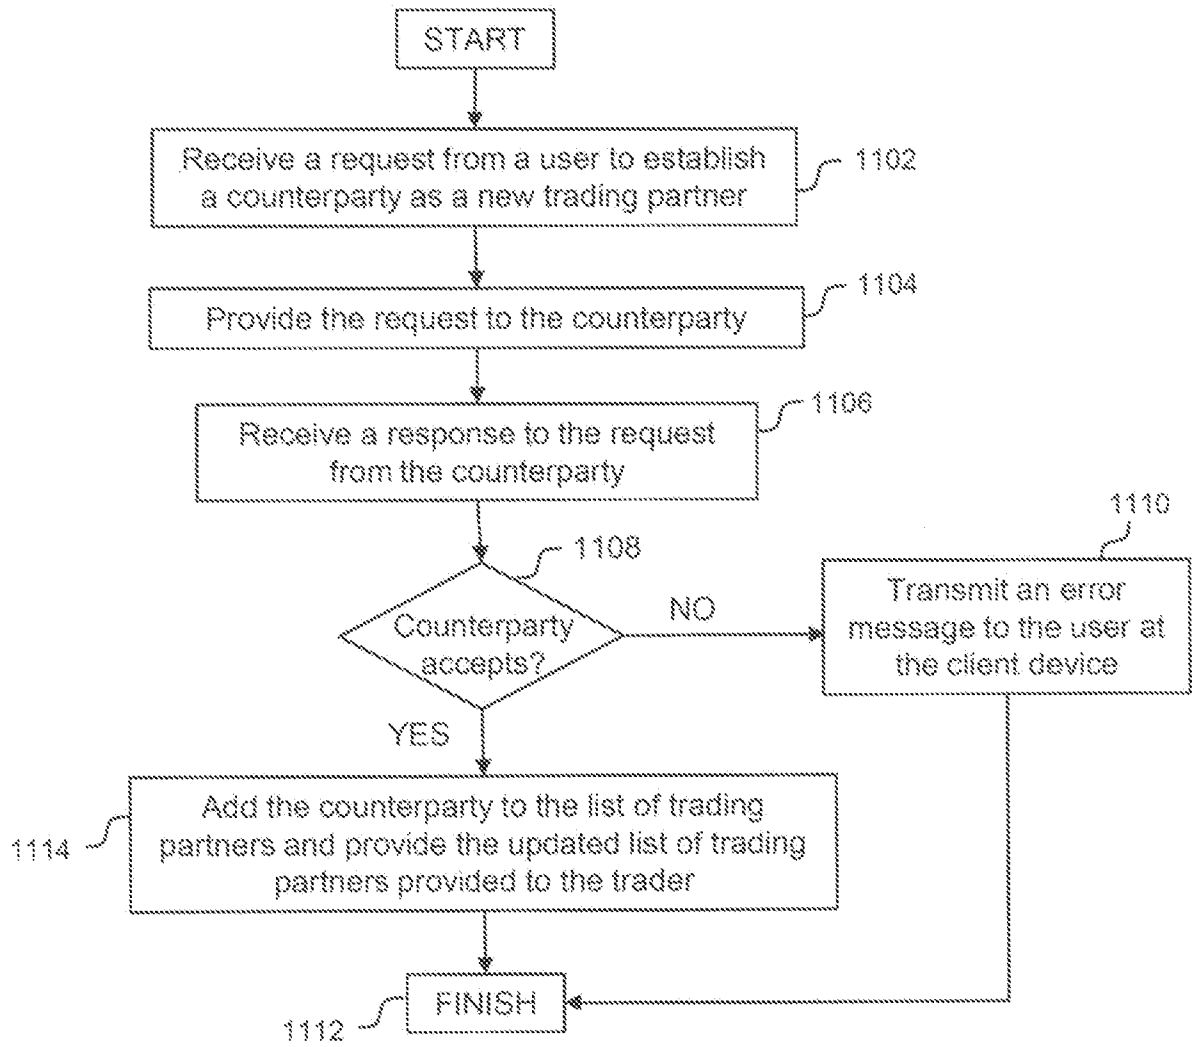 START
Receive a request from a user to establish
a counterparty as a new trading partner
1102
Provide the request to the counterparty
1104
Receive a response to the request
from the counterparty
1106
1108
Counterparty
accepts?
NO
1110
Transmit an error
message to the user at
the client device
YES
Add the counterparty to the list of trading
partners and provide the updated list of trading
partners provided to the trader
1114
FINISH
1112